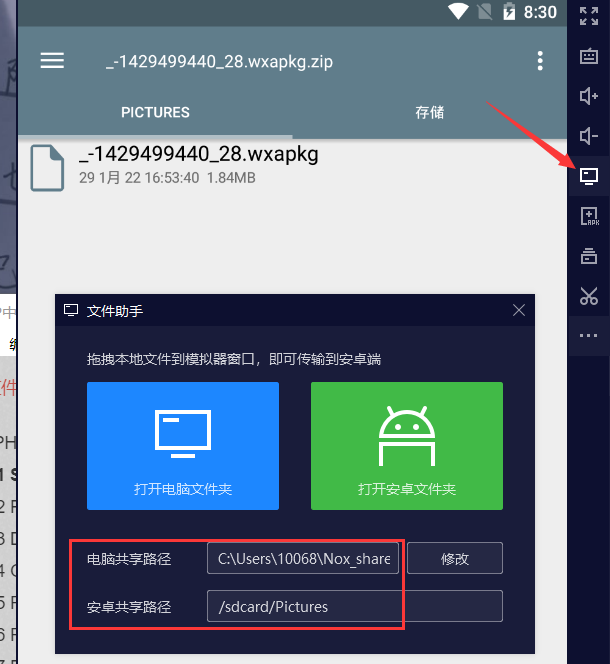 8:30
_-1429499440_28.wxapkg.zip
PICTURES
存储
_-1429499440_28.wxapkg
29 1月 22 16:53:40 1.84MB
文件助手
拖拽本地文件到模拟器窗口，即可传输到安卓端
打开电脑文件夹
打开安卓文件夹
电脑共享路径
C:\Users\10068\Nox_share
修改
安卓共享路径
/sdcard/Pictures
APK